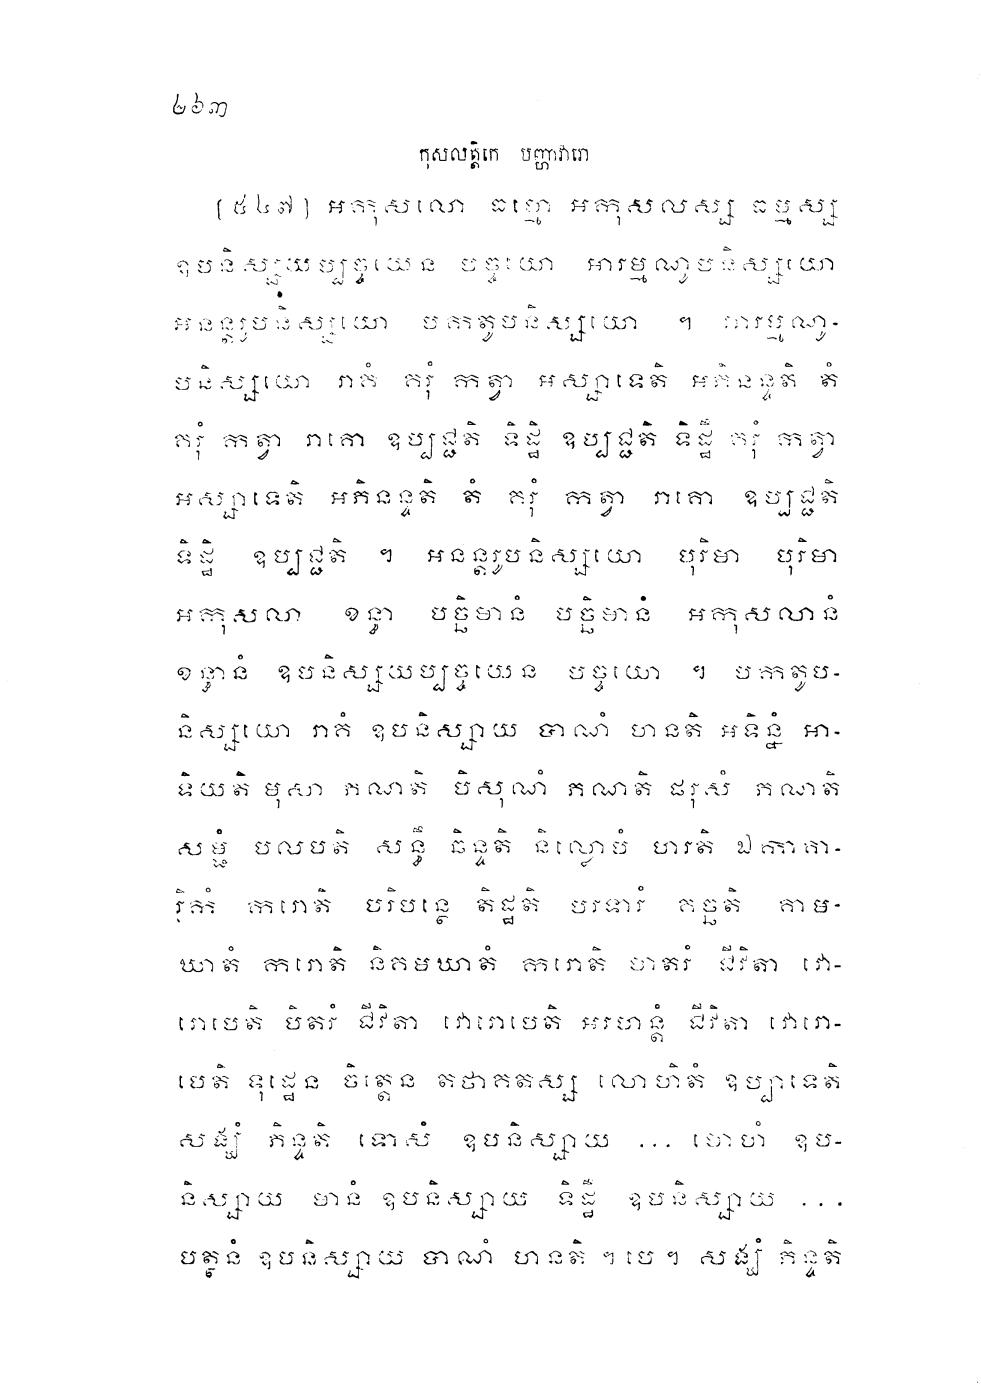 ២៦៣
កុសលត្តិកេ បញ្ហាវារោ
[៥៤៧] អកុសលោ ធម្មោ អកុសលស្ស ធម្មស្ស
ឧបនិស្សយប្បច្ចយេន បច្ចយោ អារម្មណូបនិស្សយោ
អនន្តរូបនិស្សយោ បកតូបនិស្សយោ ។ អារម្មណូ-
បនិស្សយោ រាគំ គរុំ កត្វា អស្សាទេតិ អភិនន្ទតិ តំ
គរុំ កត្វា រាគោ ឧប្បជ្ជតិ ទិដ្ឋិ ឧប្បជ្ជតិ ទិដ្ឋឹ គរុំ កត្វា
អស្សាទេតិ អភិនន្ទតិ តំ គរុំ កត្វា រាគោ ឧប្បជ្ជតិ
ទិដ្ឋិ ឧប្បជ្ជតិ ។ អនន្តរូបនិស្សយោ បុរិមា បុរិមា
អកុសលា ខន្ធា បច្ឆិមានំ បច្ឆិមានំ អកុសលានំ
ខន្ធានំ ឧបនិស្សយប្បច្ចយេន បច្ចយោ ។ បកតូប-
និស្សយោ រាគំ ឧបនិស្សាយ បាណំ ហនតិ អទិន្នំ អា-
ទិយតិ មុសា ភណតិ បិសុណំ ភណតិ ផរុសំ ភណតិ
សម្ផំ បលបតិ សន្ធឹ ឆិន្ទតិ និល្លោបំ ហរតិ ឯកាគា-
រិកំ ករោតិ បរិបន្ថេ តិដ្ឋតិ បរទារំ គច្ឆតិ គាម-
ឃាតំ ករោតិ និគមឃាតំ ករោតិ មាតរំ ជីវិតា វោ-
រោបេតិ បិតរំ ជីវិតា វោរោបេតិ អរហន្តំ ជីវិតា វោរោ-
បេតិ ទុដ្ឋេន ចិត្តេន តថាគតស្ស លោហិតំ ឧប្បាទេតិ
សង្ឃំ ភិន្ទតិ ទោសំ ឧបនិស្សាយ ... មោហំ ឧប-
និស្សាយ មានំ ឧបនិស្សាយ ទិដ្ឋឹ ឧបនិស្សាយ ...
បត្ថនំ ឧបនិស្សាយ បាណំ ហនតិ ។ បេ ។ សង្ឃំ ភិន្ទតិ